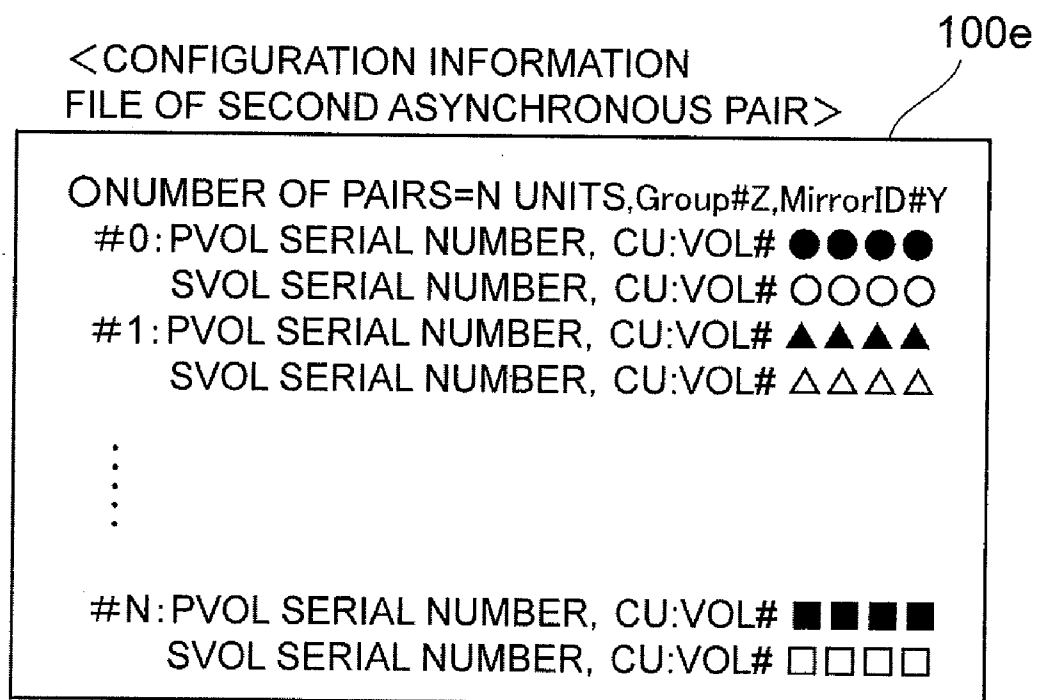 100e
<CONFIGURATION INFORMATION
FILE OF SECOND ASYNCHRONOUS PAIR>
○NUMBER OF PAIRS=N UNITS,Group#Z,MirrorID#Y
#0:PVOL SERIAL NUMBER, CU:VOL# ●●●●
SVOL SERIAL NUMBER, CU:VOL# ○○○○
#1:PVOL SERIAL NUMBER, CU:VOL# ▲▲▲▲
SVOL SERIAL NUMBER, CU:VOL# △△△△
⋮
#N:PVOL SERIAL NUMBER, CU:VOL# ■■■■
SVOL SERIAL NUMBER, CU:VOL# □□□□